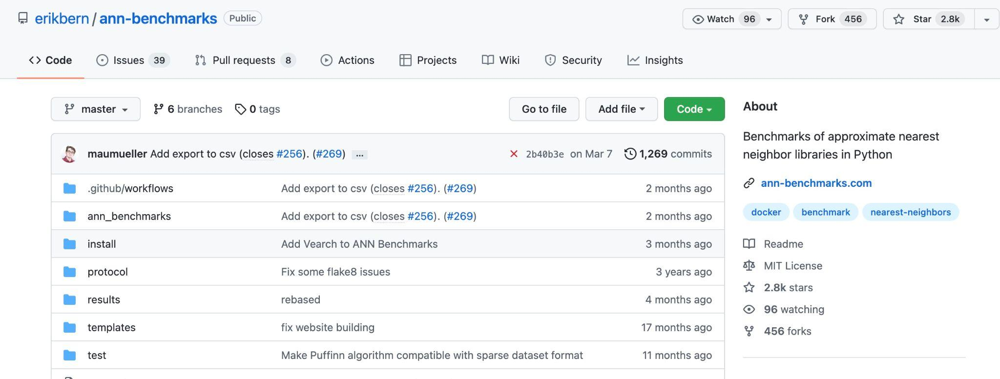 erikbern / ann-benchmarks Public
Watch 96 Fork 456 Star 2.8k
Code Issues 39 Pull requests 8 Actions Projects Wiki Security Insights
master 6 branches 0 tags Go to file Add file Code
maumueller Add export to csv (closes #256). (#269) ... 2b40b3e on Mar 7 1,269 commits
.github/workflows Add export to csv (closes #256). (#269) 2 months ago
ann_benchmarks Add export to csv (closes #256). (#269) 2 months ago
install Add Vearch to ANN Benchmarks 3 months ago
protocol Fix some flake8 issues 3 years ago
results rebased 4 months ago
templates fix website building 17 months ago
test Make Puffinn algorithm compatible with sparse dataset format 11 months ago
About
Benchmarks of approximate nearest
neighbor libraries in Python
ann-benchmarks.com
docker benchmark nearest-neighbors
Readme
MIT License
2.8k stars
96 watching
456 forks